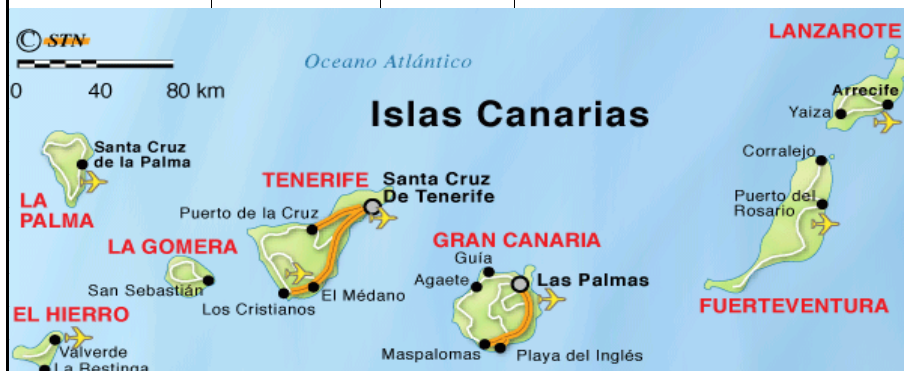 © STN
0 40 80 km
Oceano Atlántico
Islas Canarias
LANZAROTE
Arrecife
Yaiza
Corralejo
Puerto del
Rosario
FUERTEVENTURA
Santa Cruz
de la Palma
LA
PALMA
TENERIFE
Santa Cruz
De Tenerife
Puerto de la Cruz
LA GOMERA
San Sebastián
Los Cristianos
El Médano
GRAN CANARIA
Guía
Agaete
Las Palmas
Maspalomas
Playa del Inglés
EL HIERRO
Valverde
La Restinga